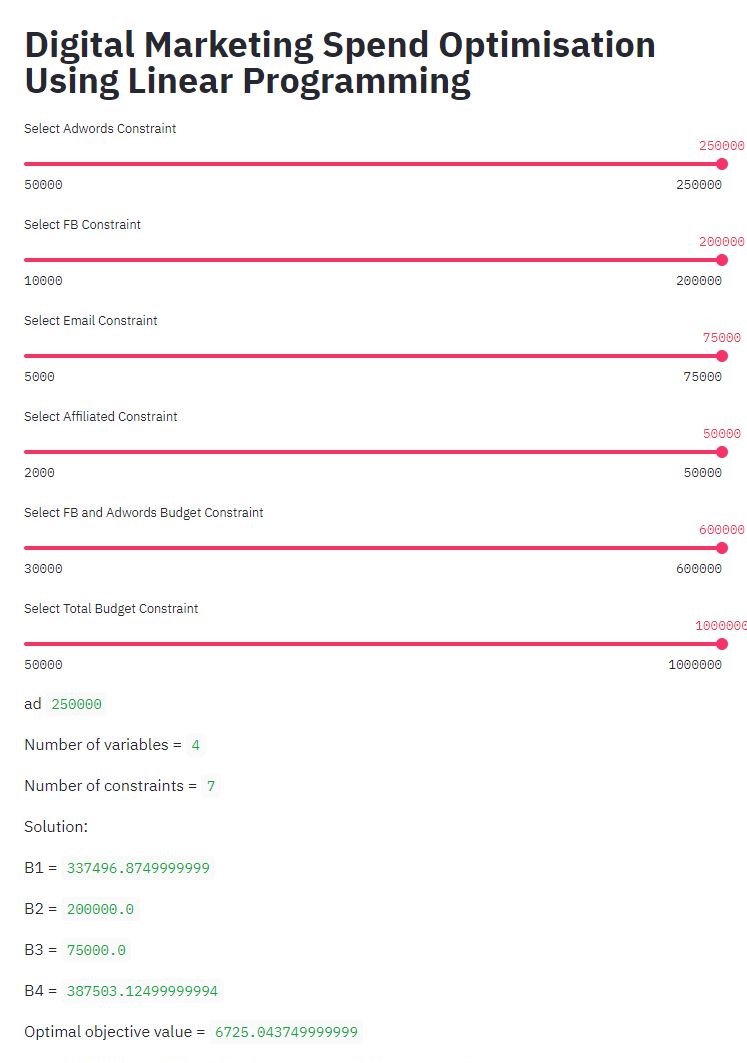 Digital Marketing Spend Optimisation
Using Linear Programming
Select Adwords Constraint
250000
50000 250000
Select FB Constraint
200000
10000 200000
Select Email Constraint
75000
5000 75000
Select Affiliated Constraint
50000
2000 50000
Select FB and Adwords Budget Constraint
600000
30000 600000
Select Total Budget Constraint
1000000
50000 1000000
ad 250000
Number of variables = 4
Number of constraints = 7
Solution:
B1 = 337496.8749999999
B2 = 200000.0
B3 = 75000.0
B4 = 387503.12499999994
Optimal objective value = 6725.043749999999